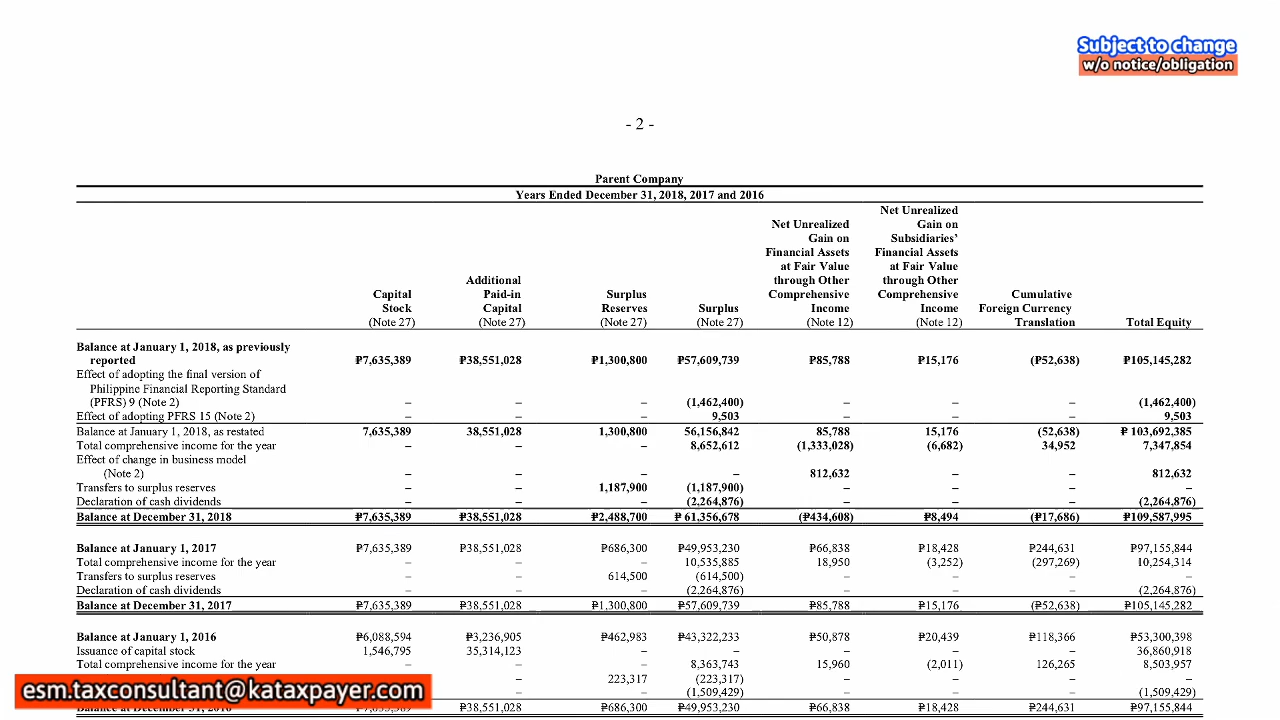 Subject to change
w/o notice/obligation
- 2 -
Parent Company
Years Ended December 31, 2018, 2017 and 2016
Capital Stock (Note 27) Additional Paid-in Capital (Note 27) Surplus Reserves (Note 27) Surplus (Note 27) Net Unrealized Gain on Financial Assets at Fair Value through Other Comprehensive Income (Note 12) Net Unrealized Gain on Subsidiaries’ Financial Assets at Fair Value through Other Comprehensive Income (Note 12) Cumulative Foreign Currency Translation Total Equity
Balance at January 1, 2018, as previously
reported ₱7,635,389 ₱38,551,028 ₱1,300,800 ₱57,609,739 ₱85,788 ₱15,176 (₱52,638) ₱105,145,282
Effect of adopting the final version of
Philippine Financial Reporting Standard
(PFRS) 9 (Note 2) – – – (1,462,400) – – – (1,462,400)
Effect of adopting PFRS 15 (Note 2) – – – 9,503 – – – 9,503
Balance at January 1, 2018, as restated 7,635,389 38,551,028 1,300,800 56,156,842 85,788 15,176 (52,638) ₱ 103,692,385
Total comprehensive income for the year – – – 8,652,612 (1,333,028) (6,682) 34,952 7,347,854
Effect of change in business model
(Note 2) – – – – 812,632 – – 812,632
Transfers to surplus reserves – – 1,187,900 (1,187,900) – – – –
Declaration of cash dividends – – – (2,264,876) – – – (2,264,876)
Balance at December 31, 2018 ₱7,635,389 ₱38,551,028 ₱2,488,700 ₱ 61,356,678 (₱434,608) ₱8,494 (₱17,686) ₱109,587,995
Balance at January 1, 2017 ₱7,635,389 ₱38,551,028 ₱686,300 ₱49,953,230 ₱66,838 ₱18,428 ₱244,631 ₱97,155,844
Total comprehensive income for the year – – – 10,535,885 18,950 (3,252) (297,269) 10,254,314
Transfers to surplus reserves – – 614,500 (614,500) – – – –
Declaration of cash dividends – – – (2,264,876) – – – (2,264,876)
Balance at December 31, 2017 ₱7,635,389 ₱38,551,028 ₱1,300,800 ₱57,609,739 ₱85,788 ₱15,176 (₱52,638) ₱105,145,282
Balance at January 1, 2016 ₱6,088,594 ₱3,236,905 ₱462,983 ₱43,322,233 ₱50,878 ₱20,439 ₱118,366 ₱53,300,398
Issuance of capital stock 1,546,795 35,314,123 – – – – – 36,860,918
Total comprehensive income for the year – – – 8,363,743 15,960 (2,011) 126,265 8,503,957
– 223,317 (223,317) – – – –
– – (1,509,429) – – – (1,509,429)
₱38,551,028 ₱686,300 ₱49,953,230 ₱66,838 ₱18,428 ₱244,631 ₱97,155,844
esm.taxconsultant@kataxpayer.com